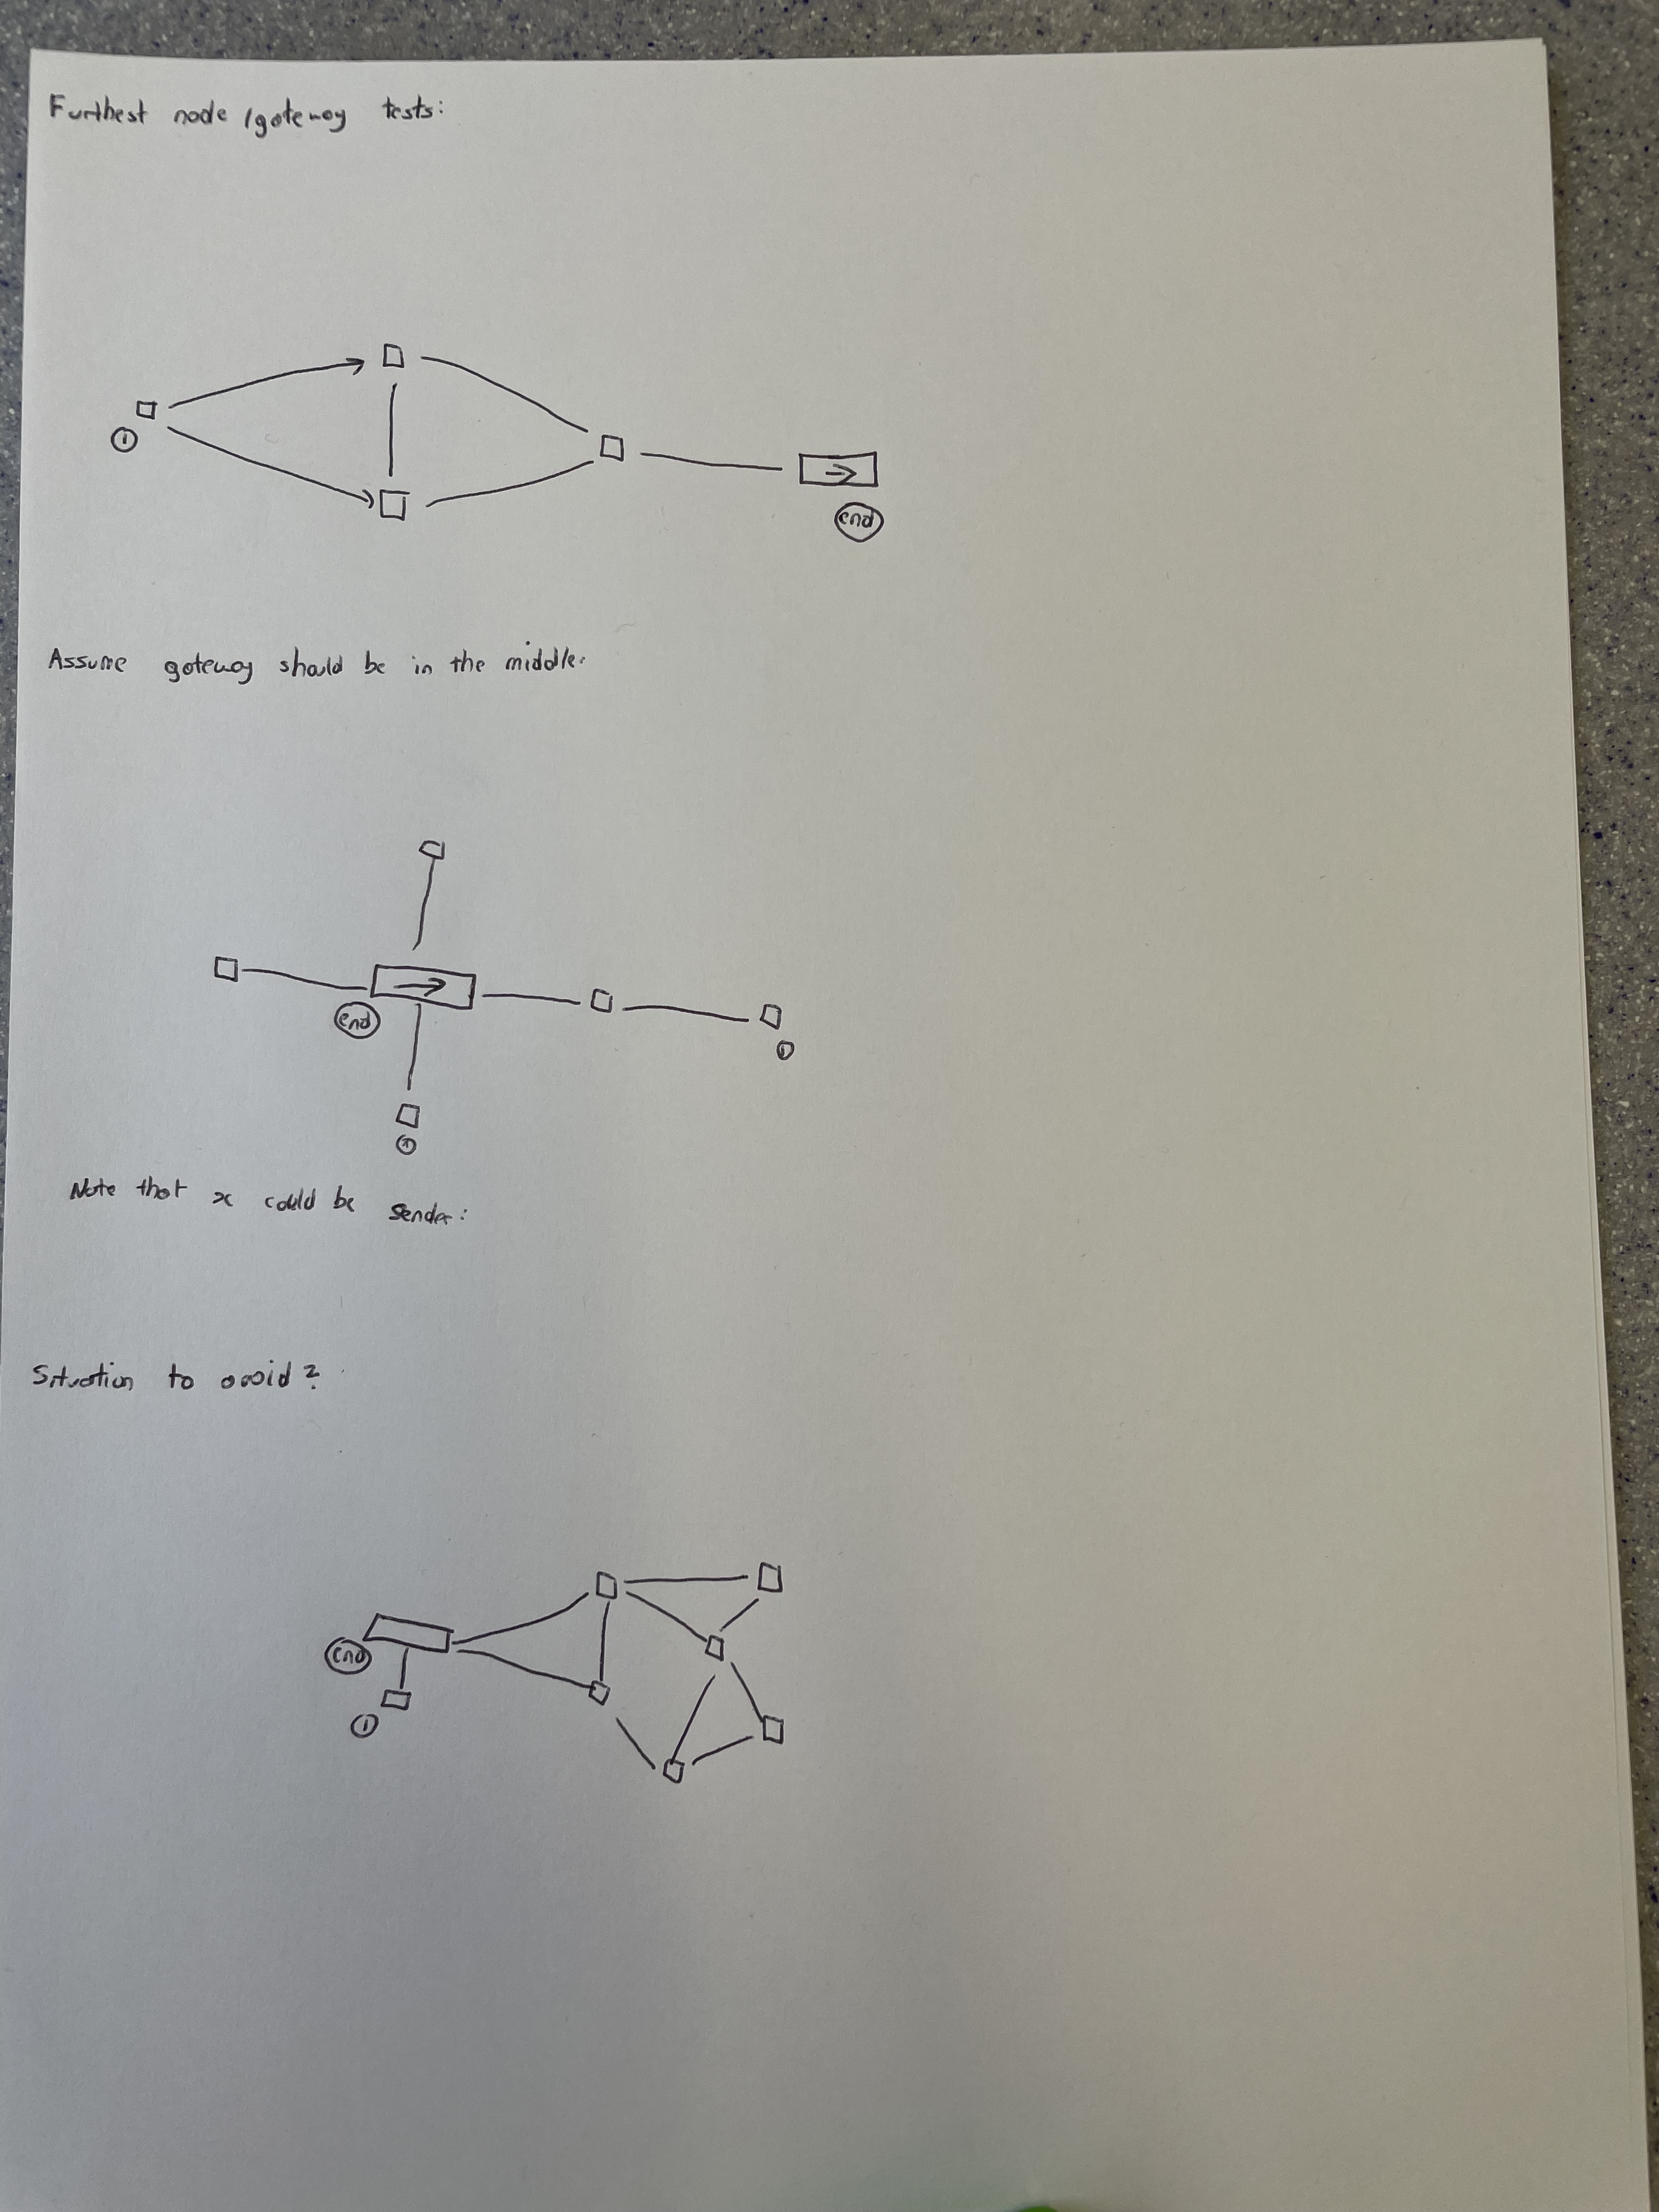 Furthest node/gateway tests:
①
end
Assume gateway should be in the middle:
end
①
Note that x could be sender:
Situation to avoid?
end
①